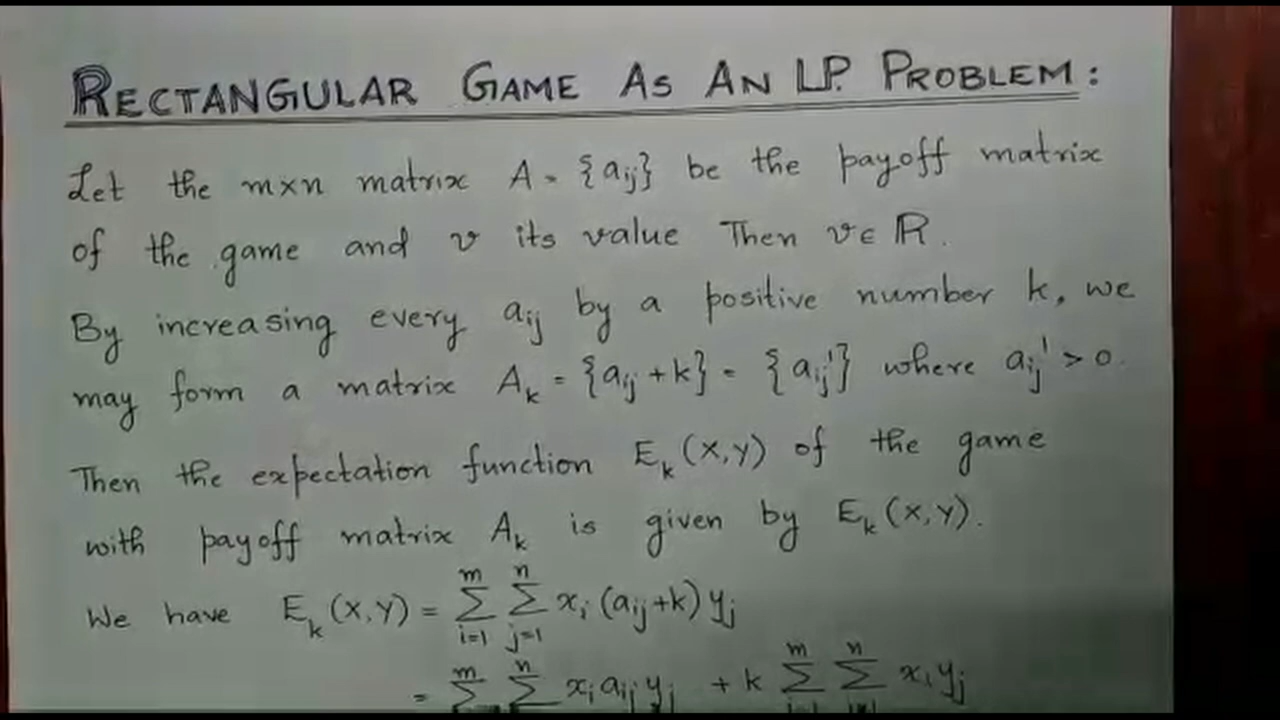 RECTANGULAR GAME AS AN L.P. PROBLEM :
Let the m×n matrix A = {aᵢⱼ} be the payoff matrix
of the game and v its value Then v ∈ ℝ.
By increasing every aᵢⱼ by a positive number k, we
may form a matrix Aₖ = {aᵢⱼ + k} = {aᵢⱼ'} where aᵢⱼ' > 0.
Then the expectation function Eₖ(X,Y) of the game
with payoff matrix Aₖ is given by Eₖ(X,Y).
We have Eₖ(X,Y) = ∑_{i=1}^{m} ∑_{j=1}^{n} xᵢ (aᵢⱼ+k) yⱼ
= ∑^{m} ∑^{n} xᵢ aᵢⱼ yⱼ + k ∑_{i=1}^{m} ∑_{j=1}^{n} xᵢ yⱼ